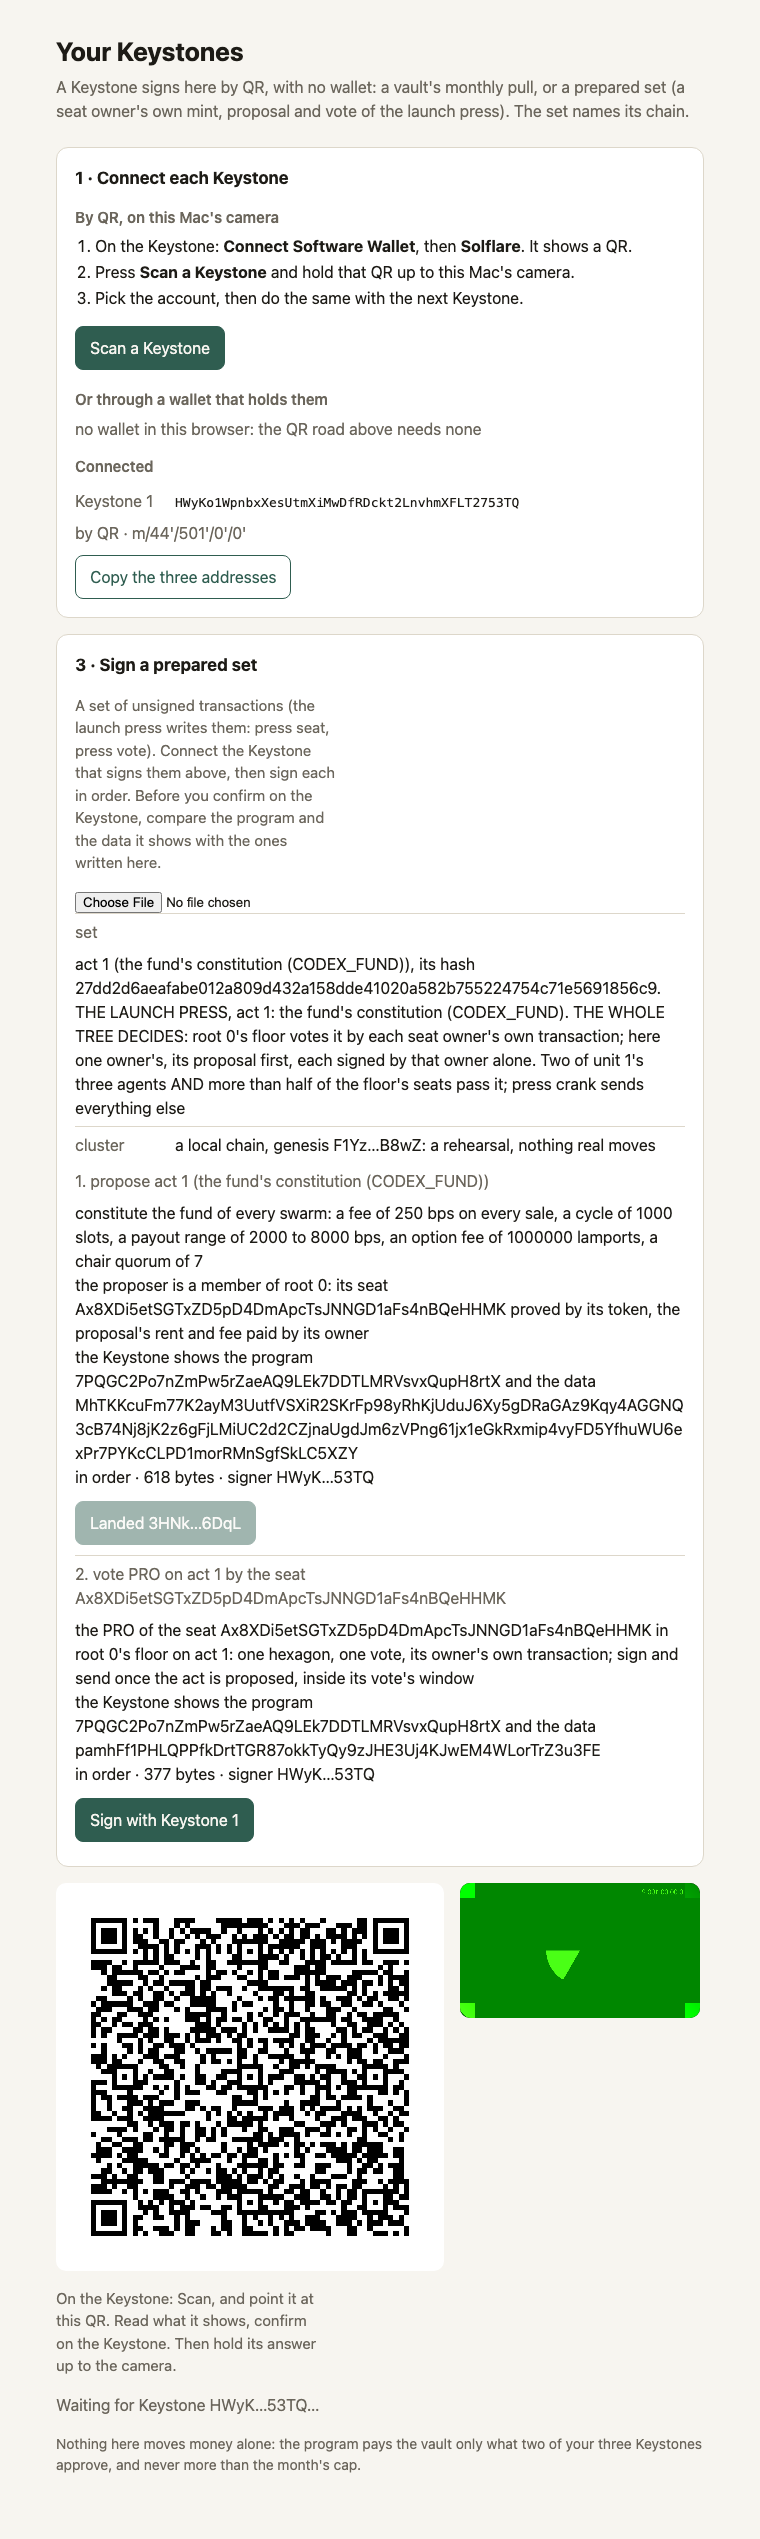 Your Keystones
A Keystone signs here by QR, with no wallet: a vault's monthly pull, or a prepared set (a
seat owner's own mint, proposal and vote of the launch press). The set names its chain.
1 · Connect each Keystone
By QR, on this Mac's camera
1. On the Keystone: Connect Software Wallet, then Solflare. It shows a QR.
2. Press Scan a Keystone and hold that QR up to this Mac's camera.
3. Pick the account, then do the same with the next Keystone.
Scan a Keystone
Or through a wallet that holds them
no wallet in this browser: the QR road above needs none
Connected
Keystone 1 HWyKo1WpnbxXesUtmXiMwDfRDckt2LnvhmXFLT2753TQ
by QR · m/44'/501'/0'/0'
Copy the three addresses
3 · Sign a prepared set
A set of unsigned transactions (the
launch press writes them: press seat,
press vote). Connect the Keystone
that signs them above, then sign each
in order. Before you confirm on the
Keystone, compare the program and
the data it shows with the ones
written here.
Choose File No file chosen
set
act 1 (the fund's constitution (CODEX_FUND)), its hash
27dd2d6aeafabe012a809d432a158dde41020a582b755224754c71e5691856c9.
THE LAUNCH PRESS, act 1: the fund's constitution (CODEX_FUND). THE WHOLE
TREE DECIDES: root 0's floor votes it by each seat owner's own transaction; here
one owner's, its proposal first, each signed by that owner alone. Two of unit 1's
three agents AND more than half of the floor's seats pass it; press crank sends
everything else
cluster a local chain, genesis F1Yz…B8wZ: a rehearsal, nothing real moves
1. propose act 1 (the fund's constitution (CODEX_FUND))
constitute the fund of every swarm: a fee of 250 bps on every sale, a cycle of 1000
slots, a payout range of 2000 to 8000 bps, an option fee of 1000000 lamports, a
chair quorum of 7
the proposer is a member of root 0: its seat
Ax8XDi5etSGTxZD5pD4DmApcTsJNNGD1aFs4nBQeHHMK proved by its token, the
proposal's rent and fee paid by its owner
the Keystone shows the program
7PQGC2Po7nZmPw5rZaeAQ9LEk7DDTLMRVsvxQupH8rtX and the data
MhTKKcuFm77K2ayM3UutfVSXiR2SKrFp98yRhKjUduJ6Xy5gDRaGAz9Kqy4AGGNQ
3cB74Nj8jK2z6gFjLMiUC2d2CZjnaUgdJm6zVPng61jx1eGkRxmip4vyFD5YfhuWU6e
xPr7PYKcCLPD1morRMnSgfSkLC5XZY
in order · 618 bytes · signer HWyK…53TQ
Landed 3HNk…6DqL
2. vote PRO on act 1 by the seat
Ax8XDi5etSGTxZD5pD4DmApcTsJNNGD1aFs4nBQeHHMK
the PRO of the seat Ax8XDi5etSGTxZD5pD4DmApcTsJNNGD1aFs4nBQeHHMK in
root 0's floor on act 1: one hexagon, one vote, its owner's own transaction; sign and
send once the act is proposed, inside its vote's window
the Keystone shows the program
7PQGC2Po7nZmPw5rZaeAQ9LEk7DDTLMRVsvxQupH8rtX and the data
pamhFf1PHLQPPfkDrtTGR87okkTyQy9zJHE3Uj4KJwEM4WLorTrZ3u3FE
in order · 377 bytes · signer HWyK…53TQ
Sign with Keystone 1
On the Keystone: Scan, and point it at
this QR. Read what it shows, confirm
on the Keystone. Then hold its answer
up to the camera.
Waiting for Keystone HWyK…53TQ…
Nothing here moves money alone: the program pays the vault only what two of your three Keystones
approve, and never more than the month's cap.